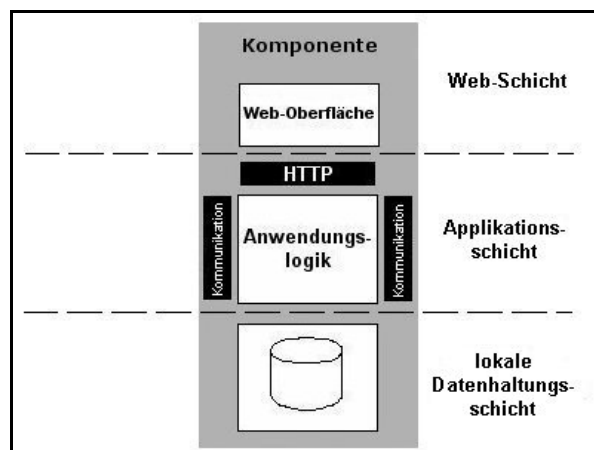 Komponente
Web-Schicht
Web-Oberfläche
HTTP
Kommunikation
Anwendungs-
logik
Kommunikation
Applikations-
schicht
lokale
Datenhaltungs-
schicht